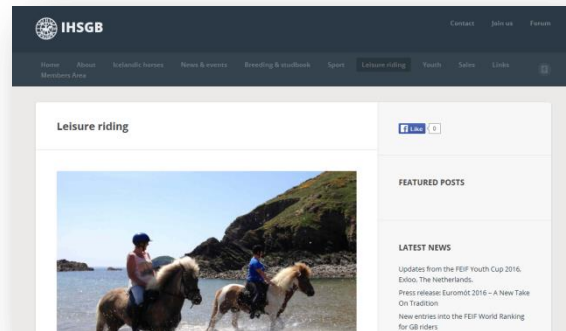 IHSGB
Contact Join us Forum
Home About Icelandic horses News & events Breeding & studbook Sport Leisure riding Youth Sales Links
Members Area
Leisure riding
Like 0
FEATURED POSTS
LATEST NEWS
Updates from the FEIF Youth Cup 2016.
Exloo, The Netherlands.
Press release: Euromót 2016 – A New Take
On Tradition
New entries into the FEIF World Ranking
for GB riders